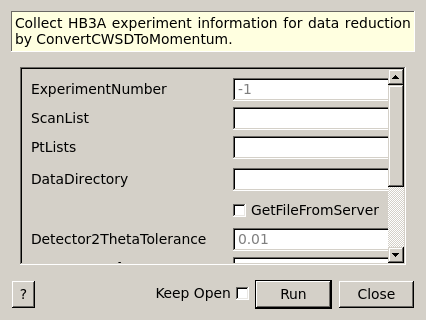 Collect HB3A experiment information for data reduction
by ConvertCWSDToMomentum.
ExperimentNumber -1
ScanList
PtLists
DataDirectory
GetFileFromServer
Detector2ThetaTolerance 0.01
? Keep Open Run Close